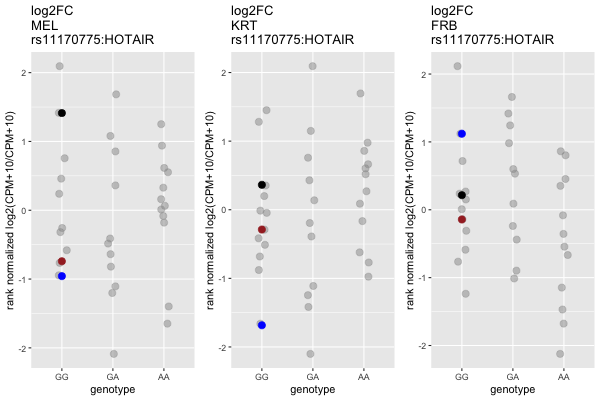 log2FC
MEL
rs11170775:HOTAIR
rank normalized log2(CPM+10/CPM+10)
2
1
0
-1
-2
GG
GA
AA
genotype
log2FC
KRT
rs11170775:HOTAIR
rank normalized log2(CPM+10/CPM+10)
2
1
0
-1
-2
GG
GA
AA
genotype
log2FC
FRB
rs11170775:HOTAIR
rank normalized log2(CPM+10/CPM+10)
2
1
0
-1
-2
GG
GA
AA
genotype